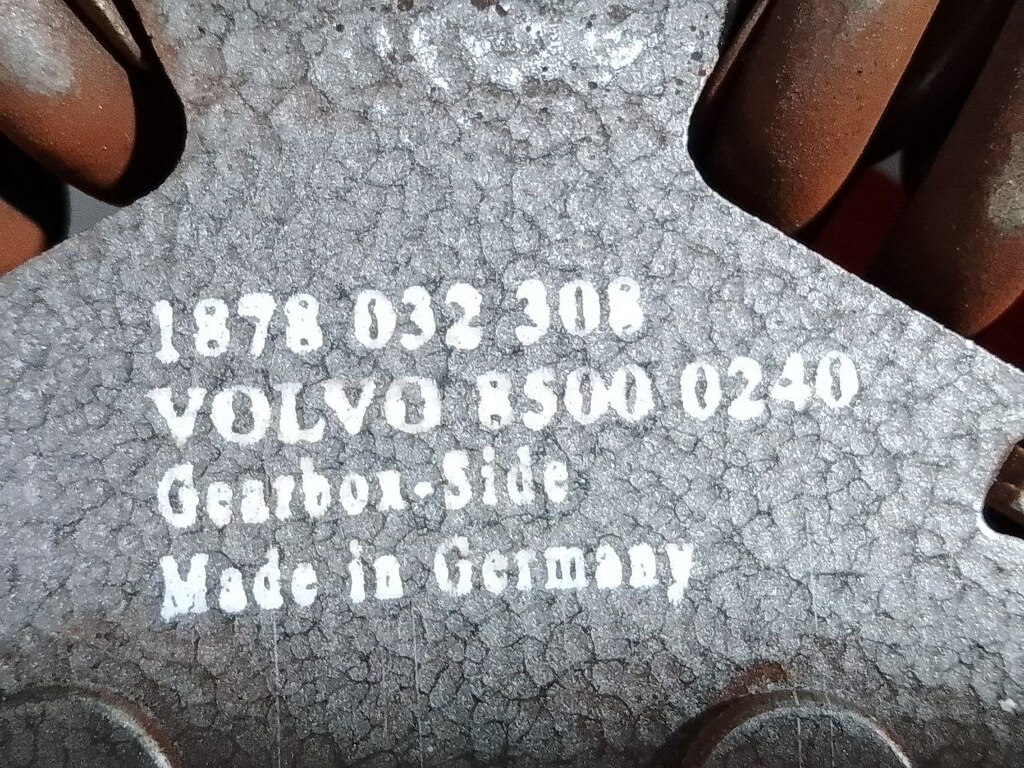 1878 032 308
VOLVO 8500 0240
Gearbox-Side
Made in Germany